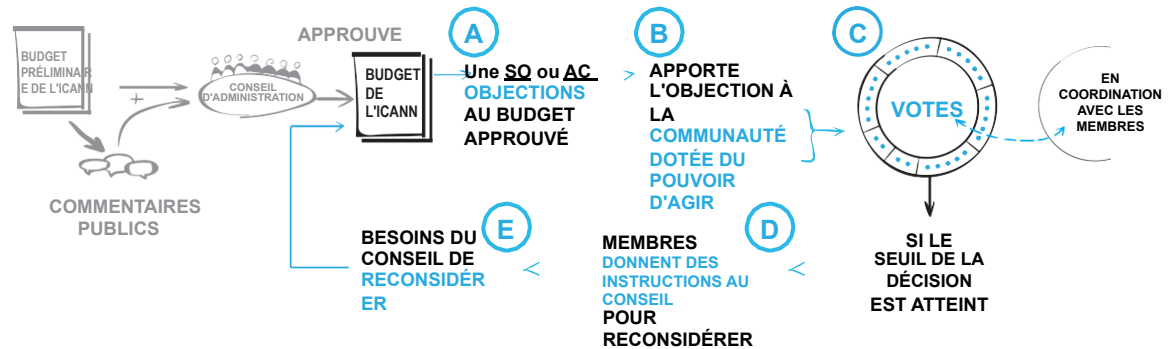 BUDGET
PRÉLIMINAIR
E DE L'ICANN
+
COMMENTAIRES
PUBLICS
CONSEIL
D'ADMINISTRATION
APPROUVE
BUDGET
DE
L'ICANN
A
Une SO ou AC
OBJECTIONS
AU BUDGET
APPROUVÉ
B
APPORTE
L'OBJECTION À
LA
COMMUNAUTÉ
DOTÉE DU
POUVOIR
D'AGIR
C
VOTES
EN
COORDINATION
AVEC LES
MEMBRES
SI LE
SEUIL DE LA
DÉCISION
EST ATTEINT
D
MEMBRES
DONNENT DES
INSTRUCTIONS AU
CONSEIL
POUR
RECONSIDÉRER
E
BESOINS DU
CONSEIL DE
RECONSIDÉR
ER